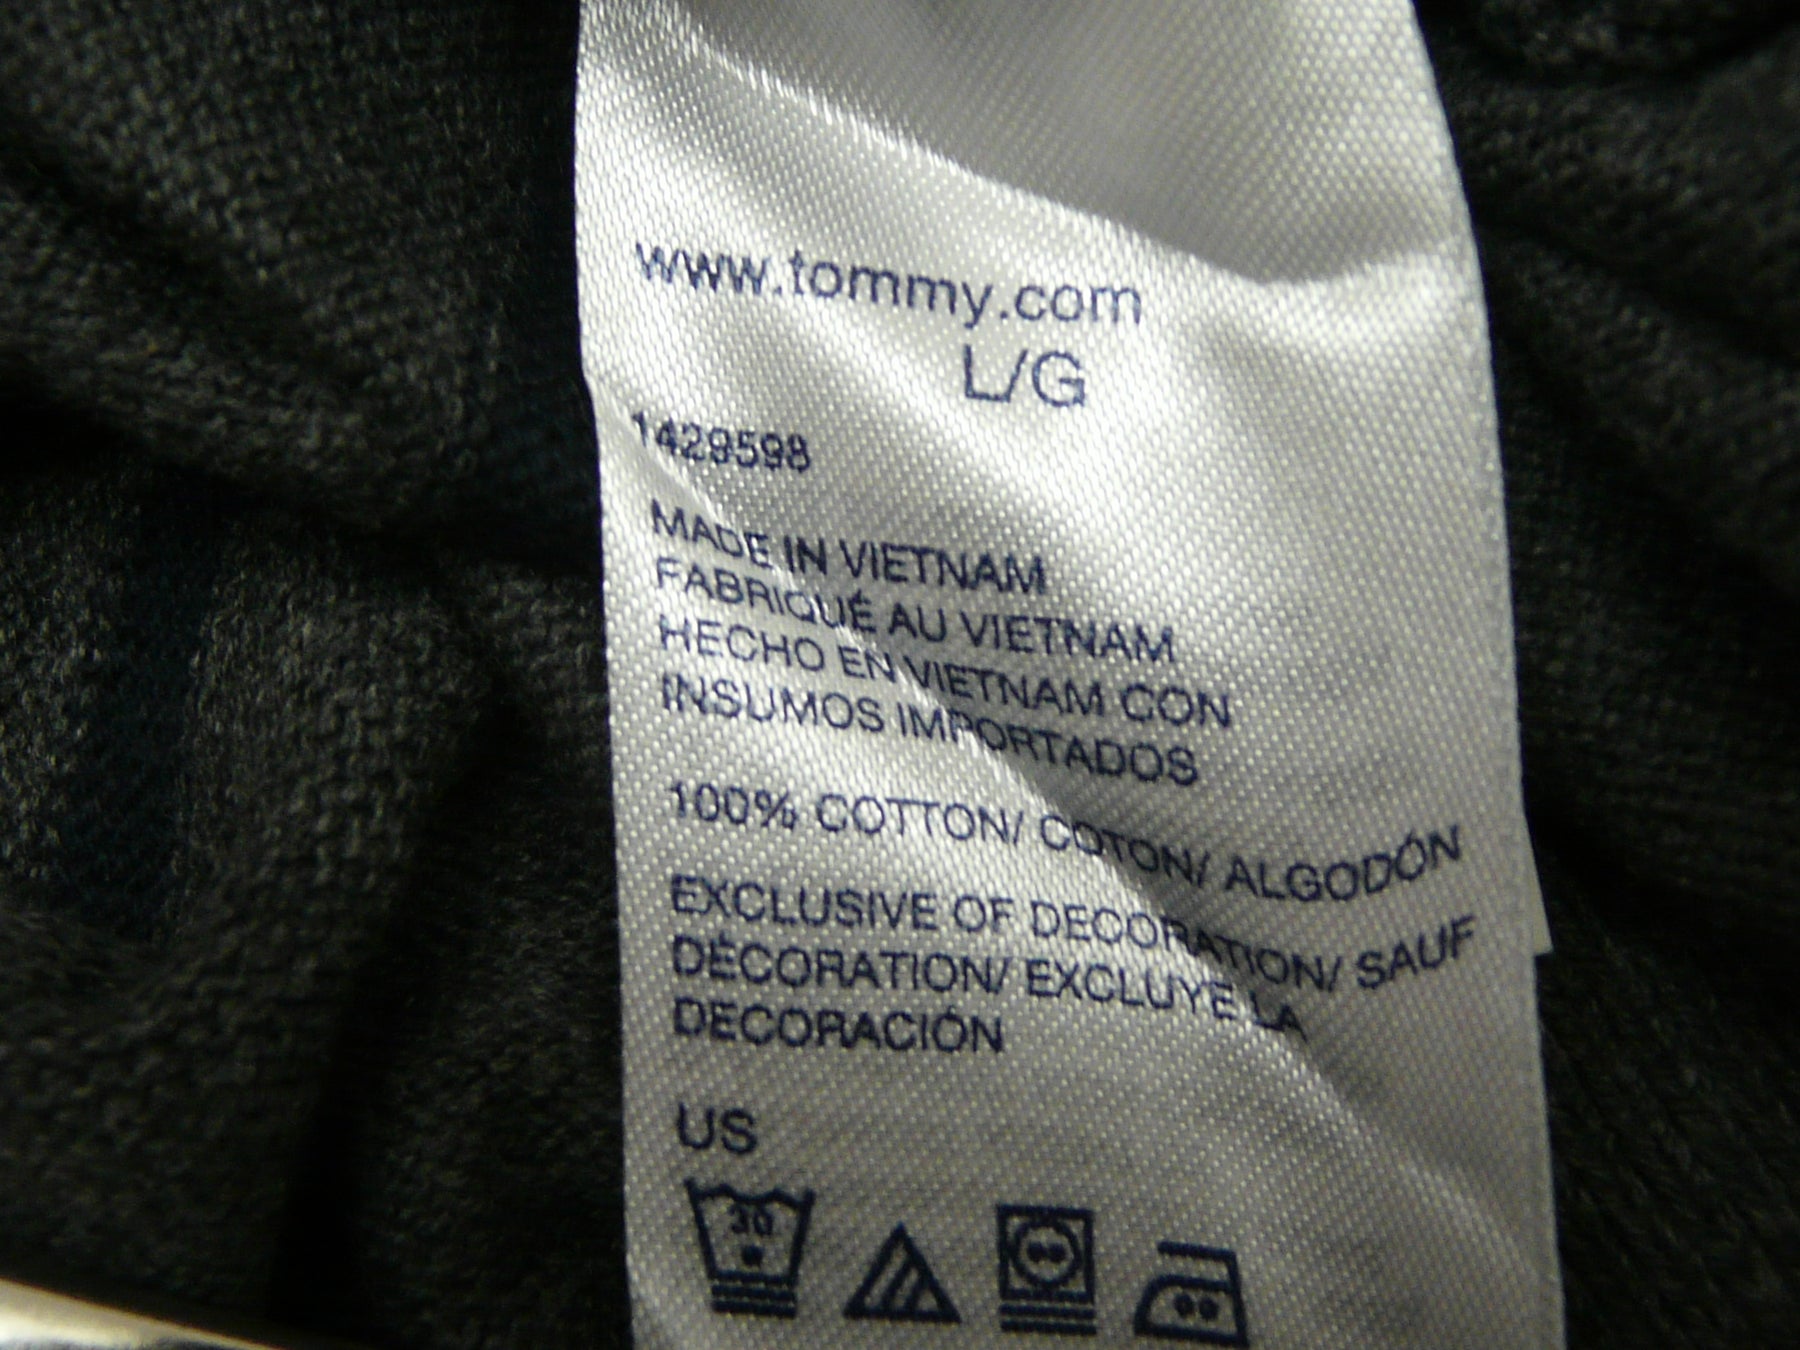 www.tommy.com
L/G
1429598
MADE IN VIETNAM
FABRIQUÉ AU VIETNAM
HECHO EN VIETNAM CON
INSUMOS IMPORTADOS
100% COTTON/ COTON/ ALGODÓN
EXCLUSIVE OF DECORATION/ SAUF
DÉCORATION/ EXCLUYE LA
DECORACIÓN
US
30